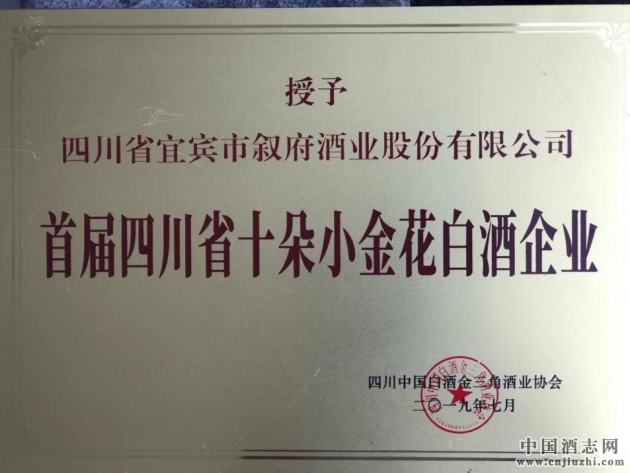 授予
四川省宜宾市叙府酒业股份有限公司
首届四川省十朵小金花白酒企业
四川中国白酒金三角酒业协会
二〇一九年七月
中国酒志网
www.cnjiuzhi.com